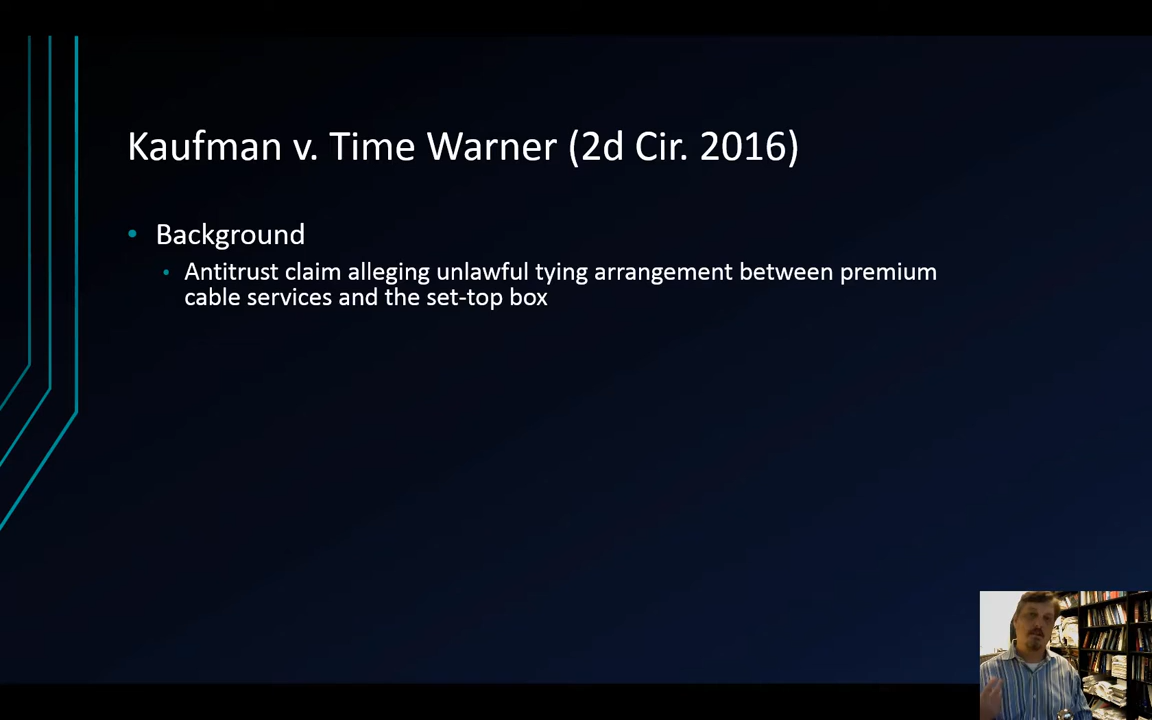 Kaufman v. Time Warner (2d Cir. 2016)
• Background
• Antitrust claim alleging unlawful tying arrangement between premium
cable services and the set-top box